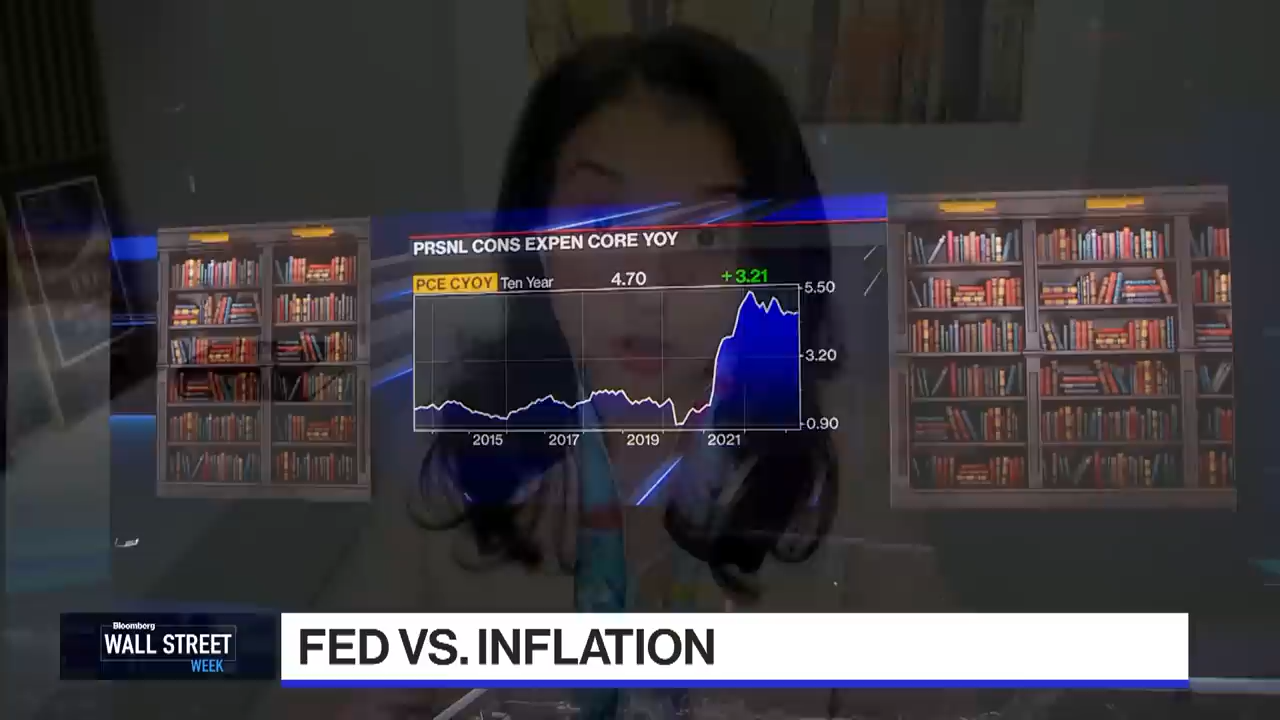 PRSNL CONS EXPEN CORE YOY
PCE CYOY Ten Year 4.70 +3.21
5.50
3.20
0.90
2015 2017 2019 2021
Bloomberg
WALL STREET
WEEK
FED VS. INFLATION